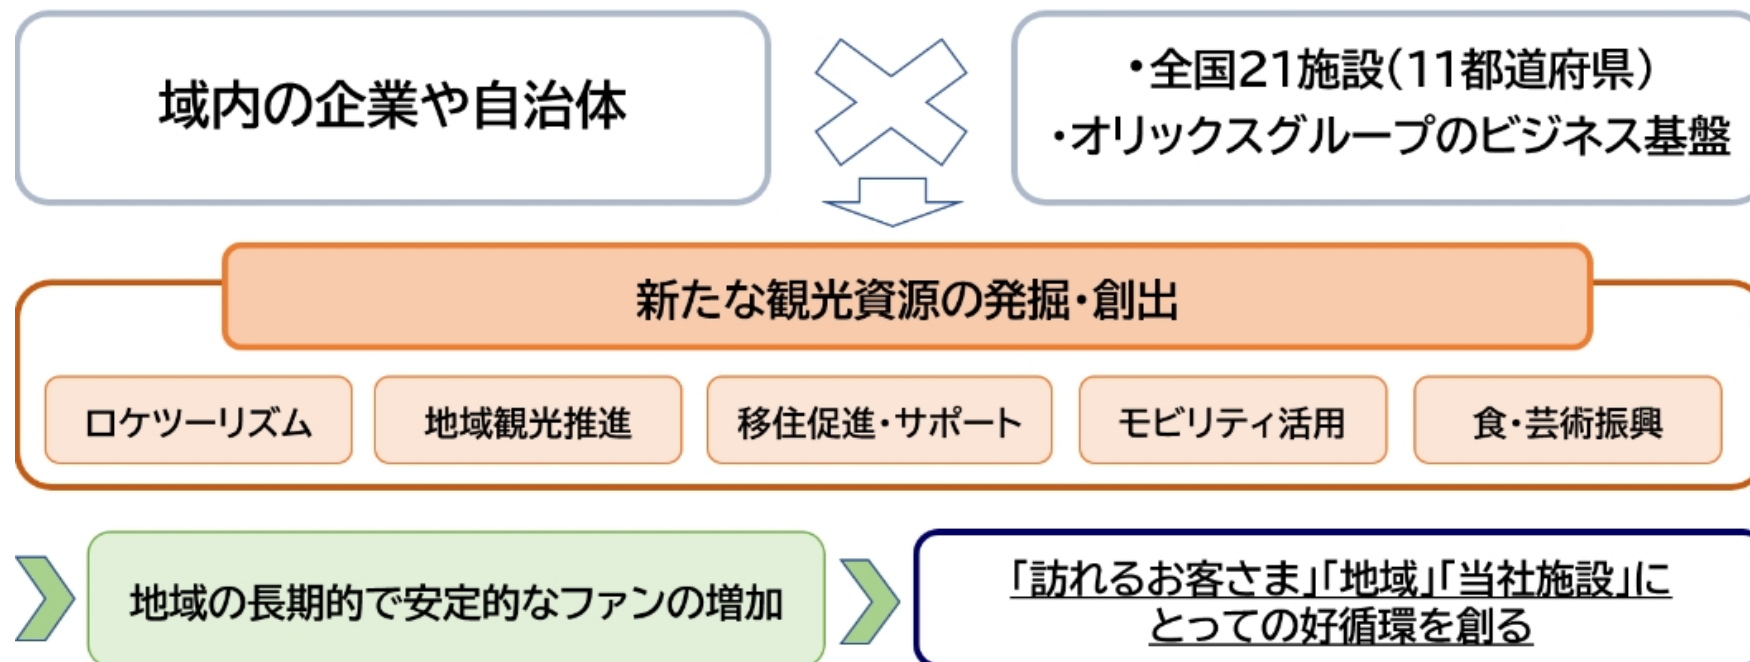 域内の企業や自治体
・全国21施設(11都道府県)
・オリックスグループのビジネス基盤
新たな観光資源の発掘・創出
ロケツーリズム
地域観光推進
移住促進・サポート
モビリティ活用
食・芸術振興
地域の長期的で安定的なファンの増加
「訪れるお客さま」「地域」「当社施設」に
とっての好循環を創る